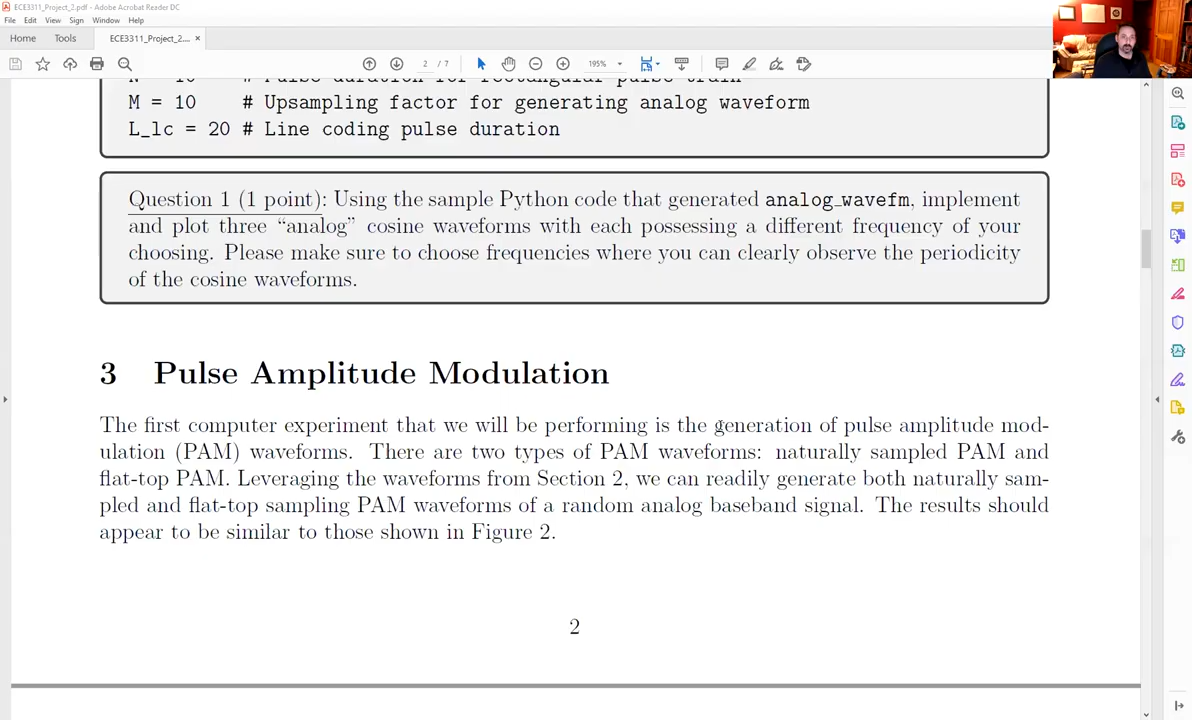 ECE3311_Project_2.pdf - Adobe Acrobat Reader DC
File Edit View Sign Window Help
Home Tools ECE3311_Project_2.... ×
2 / 7 195%
N = 10 # Pulse duration for rectangular pulse train
M = 10 # Upsampling factor for generating analog waveform
L_lc = 20 # Line coding pulse duration
Question 1 (1 point): Using the sample Python code that generated analog_wavefm, implement
and plot three “analog” cosine waveforms with each possessing a different frequency of your
choosing. Please make sure to choose frequencies where you can clearly observe the periodicity
of the cosine waveforms.
3 Pulse Amplitude Modulation
The first computer experiment that we will be performing is the generation of pulse amplitude mod-
ulation (PAM) waveforms. There are two types of PAM waveforms: naturally sampled PAM and
flat-top PAM. Leveraging the waveforms from Section 2, we can readily generate both naturally sam-
pled and flat-top sampling PAM waveforms of a random analog baseband signal. The results should
appear to be similar to those shown in Figure 2.
2